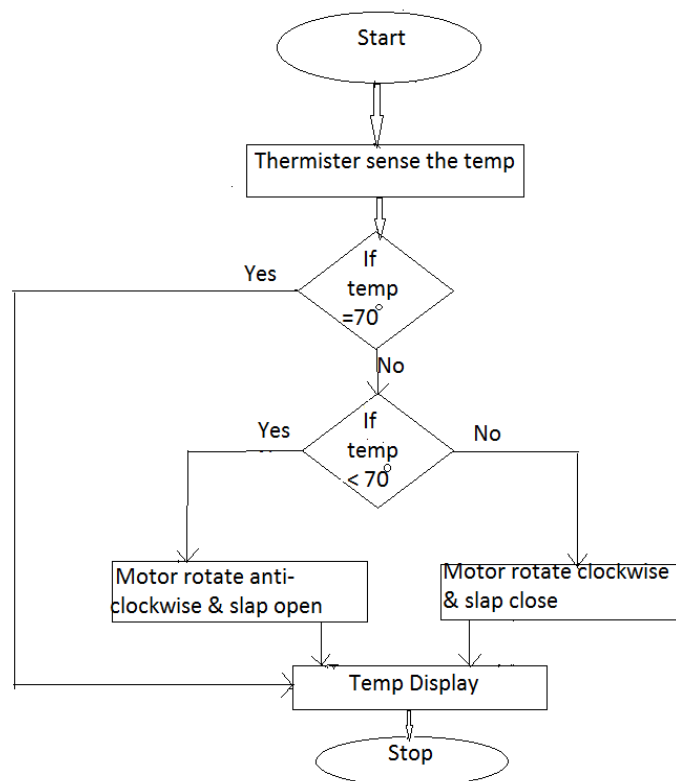 Start
Thermister sense the temp
Yes
If
temp
=70°
No
If
temp
< 70°
Yes
No
Motor rotate anti-
clockwise & slap open
Motor rotate clockwise
& slap close
Temp Display
Stop